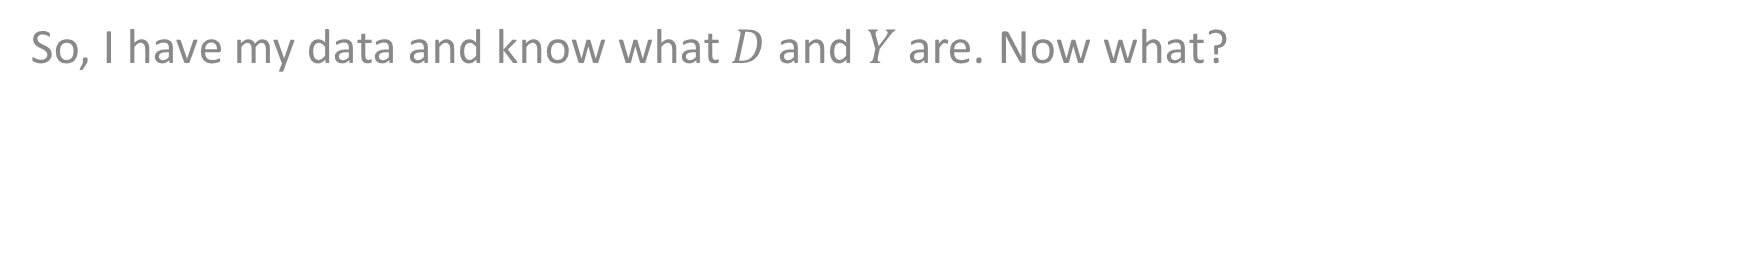 So, I have my data and know what D and Y are. Now what?